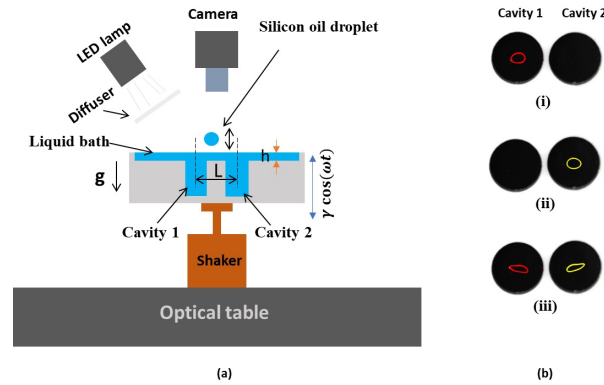 (a)
Camera
LED lamp
Silicon oil droplet
Diffuser
Liquid bath
h
g
L
γ cos(ωt)
Cavity 1
Cavity 2
Shaker
Optical table
(a)
Cavity 1
Cavity 2
(b)
(i)
(ii)
(iii)
(b)